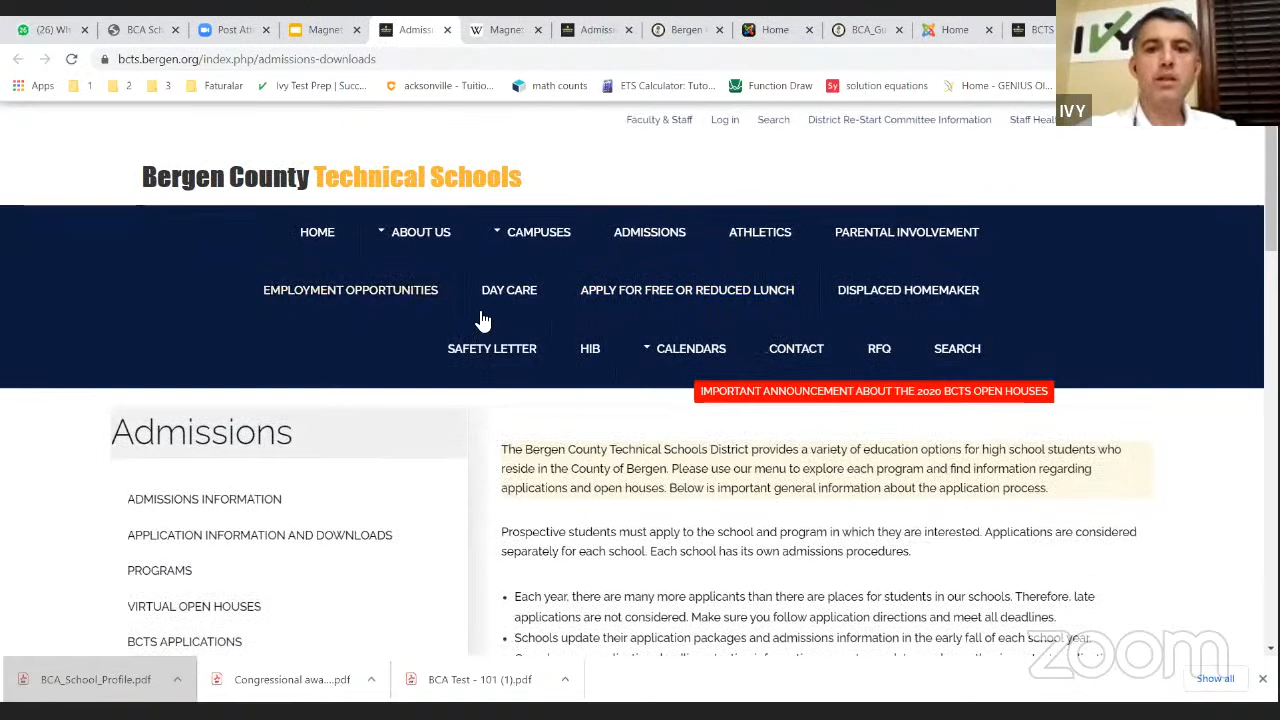 26 (26) Wh
BCA Sch
Post Att
Magnet
Admiss
Magne
Admiss
Bergen
Home
BCA_Gu
Home
BCTS
bcts.bergen.org/index.php/admissions-downloads
Apps
1
3
Faturalar
Ivy Test Prep | Succ...
acksonville - Tuitio...
math counts
ETS Calculator: Tuto...
Function Draw
Sy solution equations
Home - GENIUS Ol...
IVY
IVY
Faculty & Staff
Log in
Search
District Re-Start Committee Information
Staff Heal
Bergen County Technical Schools
HOME
ABOUT US
CAMPUSES
ADMISSIONS
ATHLETICS
PARENTAL INVOLVEMENT
EMPLOYMENT OPPORTUNITIES
DAY CARE
APPLY FOR FREE OR REDUCED LUNCH
DISPLACED HOMEMAKER
SAFETY LETTER
HIB
CALENDARS
CONTACT
RFQ
SEARCH
IMPORTANT ANNOUNCEMENT ABOUT THE 2020 BCTS OPEN HOUSES
Admissions
ADMISSIONS INFORMATION
APPLICATION INFORMATION AND DOWNLOADS
PROGRAMS
VIRTUAL OPEN HOUSES
BCTS APPLICATIONS
The Bergen County Technical Schools District provides a variety of education options for high school students who
reside in the County of Bergen. Please use our menu to explore each program and find information regarding
applications and open houses. Below is important general information about the application process.
Prospective students must apply to the school and program in which they are interested. Applications are considered
separately for each school. Each school has its own admissions procedures.
• Each year, there are many more applicants than there are places for students in our schools. Therefore, late
applications are not considered. Make sure you follow application directions and meet all deadlines.
• Schools update their application packages and admissions information in the early fall of each school year.
zoom
BCA_School_Profile.pdf
Congressional awa....pdf
BCA Test - 101 (1).pdf
Show all